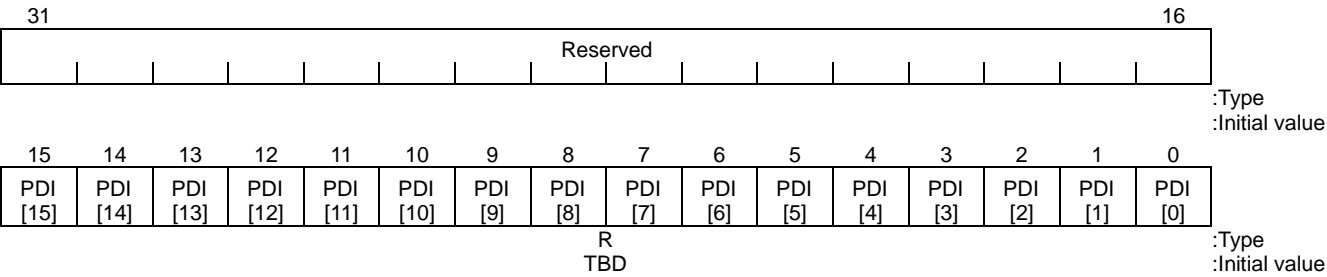 31 16
Reserved
:Type
:Initial value
15 14 13 12 11 10 9 8 7 6 5 4 3 2 1 0
PDI PDI PDI PDI PDI PDI PDI PDI PDI PDI PDI PDI PDI PDI PDI PDI
[15] [14] [13] [12] [11] [10] [9] [8] [7] [6] [5] [4] [3] [2] [1] [0]
R :Type
TBD :Initial value